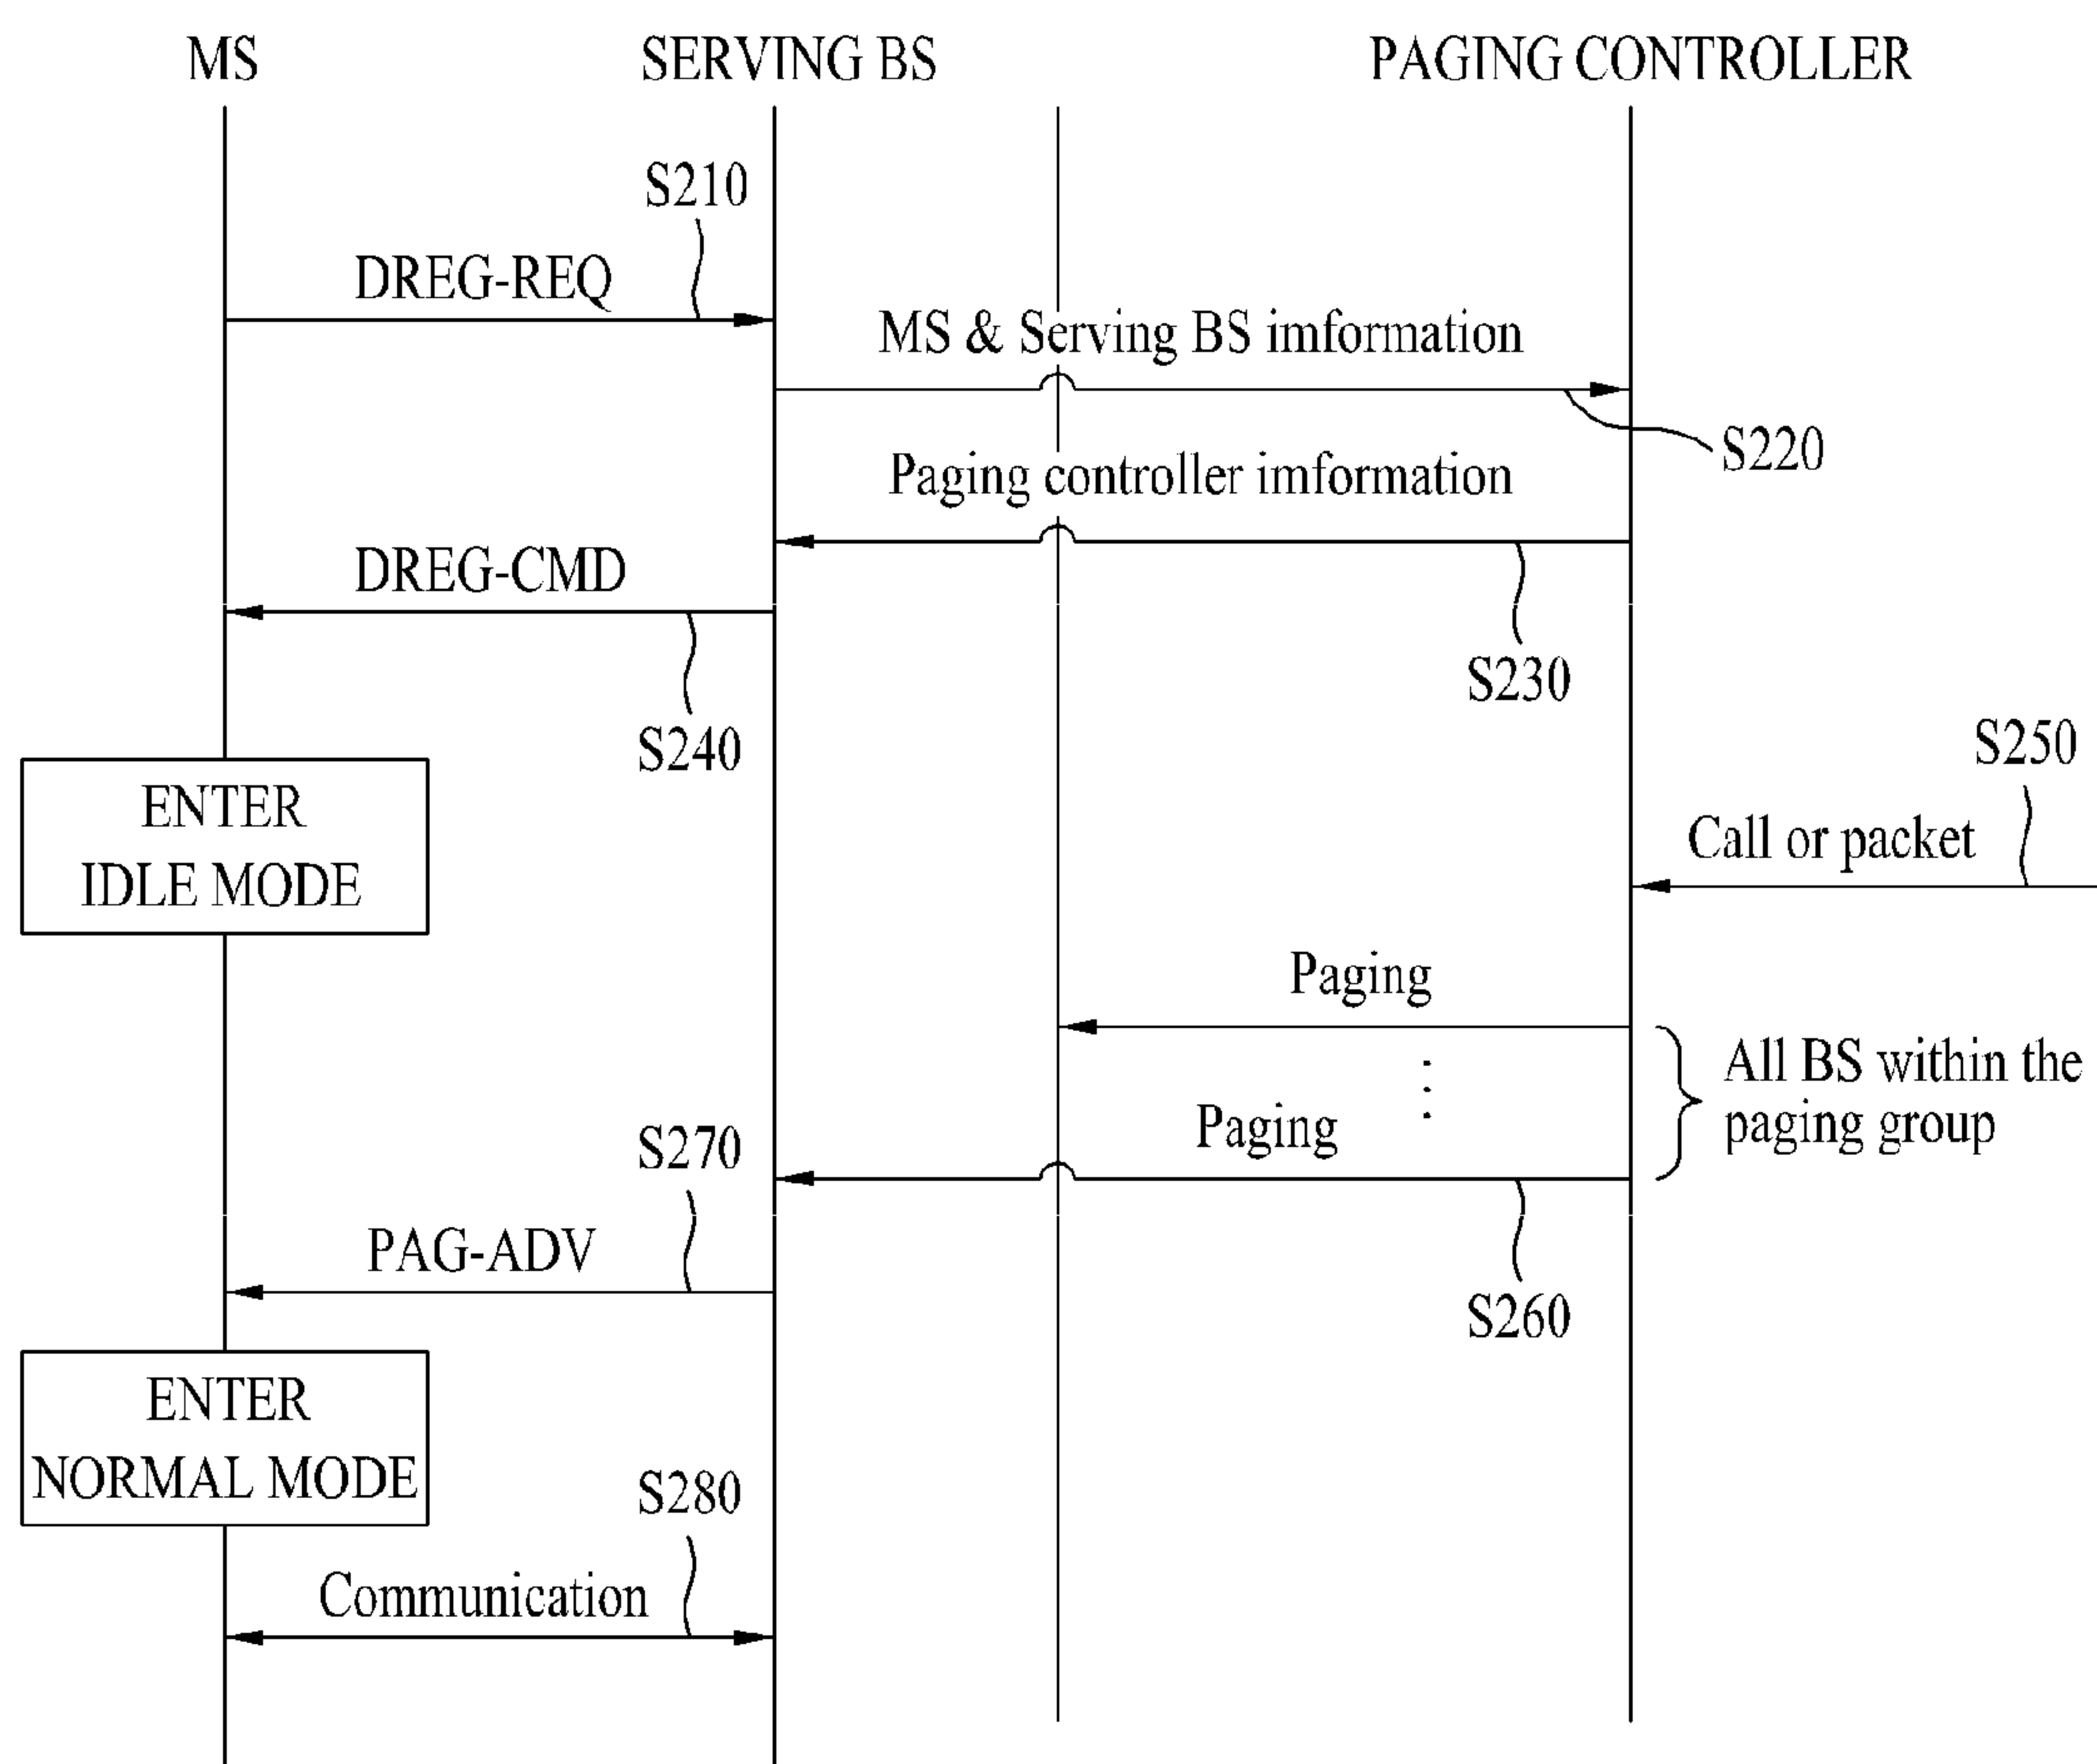 MS
SERVING BS
PAGING CONTROLLER
S210
DREG-REQ
MS & Serving BS imformation
S220
Paging controller imformation
DREG-CMD
S230
S240
S250
ENTER
IDLE MODE
Call or packet
Paging
All BS within the
paging group
Paging
S270
PAG-ADV
S260
ENTER
NORMAL MODE
S280
Communication